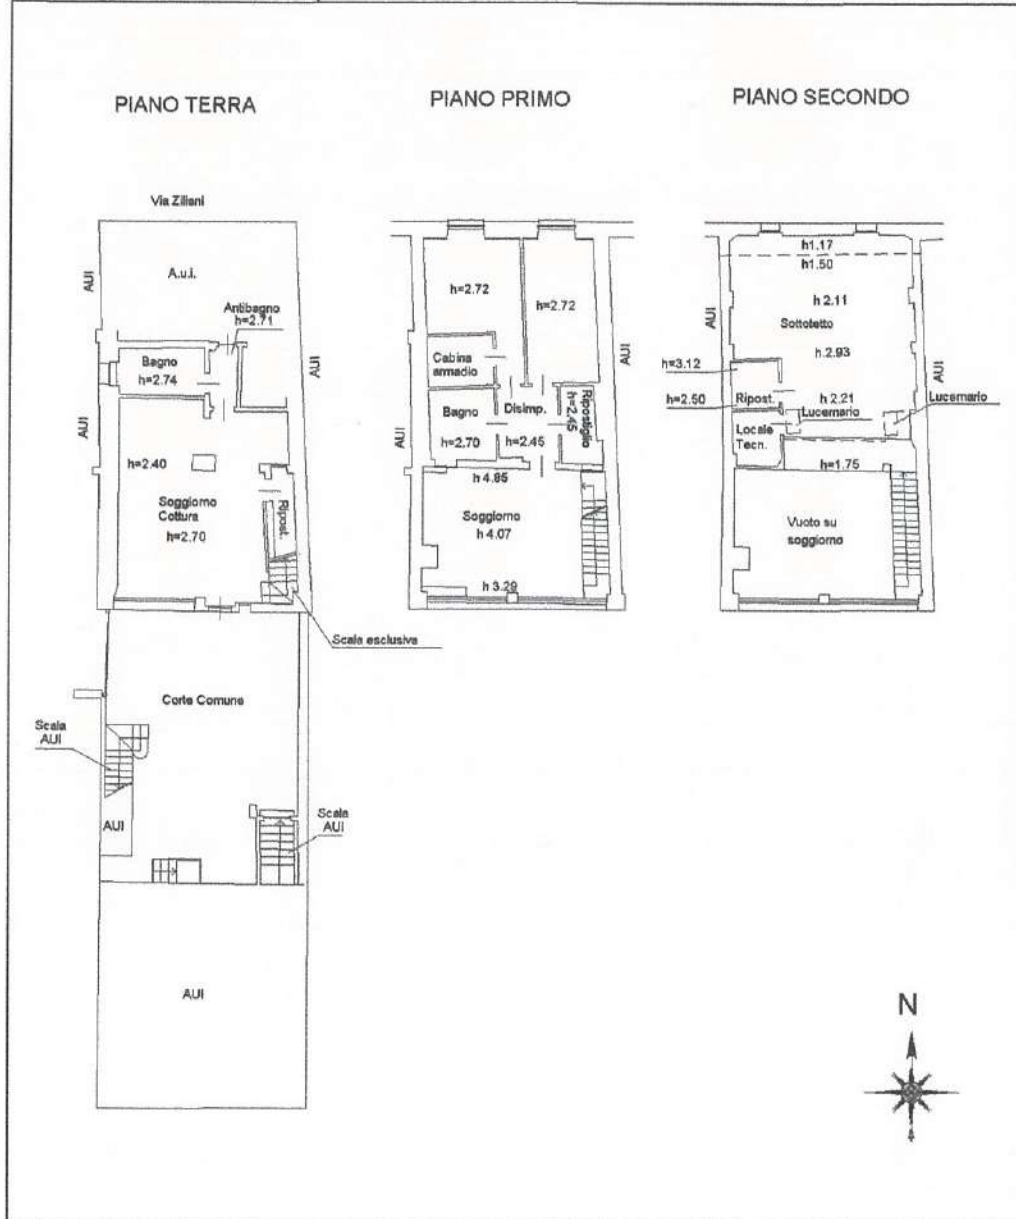 PIANO TERRA
PIANO PRIMO
PIANO SECONDO
Via Ziliani
A.u.i.
AUI
Antibagno
h=2.71
Bagno
h=2.74
AUI
AUI
h=2.40
Soggiorno
Cottura
h=2.70
Ripost.
Scala esclusiva
Corte Comune
Scala
AUI
AUI
Scala
AUI
AUI
h=2.72
h=2.72
Cabina
armadio
AUI
Bagno
h=2.70
Disimp.
h=2.45
Ripostiglio
h=2.45
AUI
h 4.85
Soggiorno
h 4.07
h 3.29
h1.17
h1.50
h 2.11
Sottotetto
AUI
h.2.93
h=3.12
AUI
h=2.50
Ripost.
h 2.21
Lucernario
Lucernario
Locale
Tecn.
h=1.75
Vuoto su
soggiorno
N